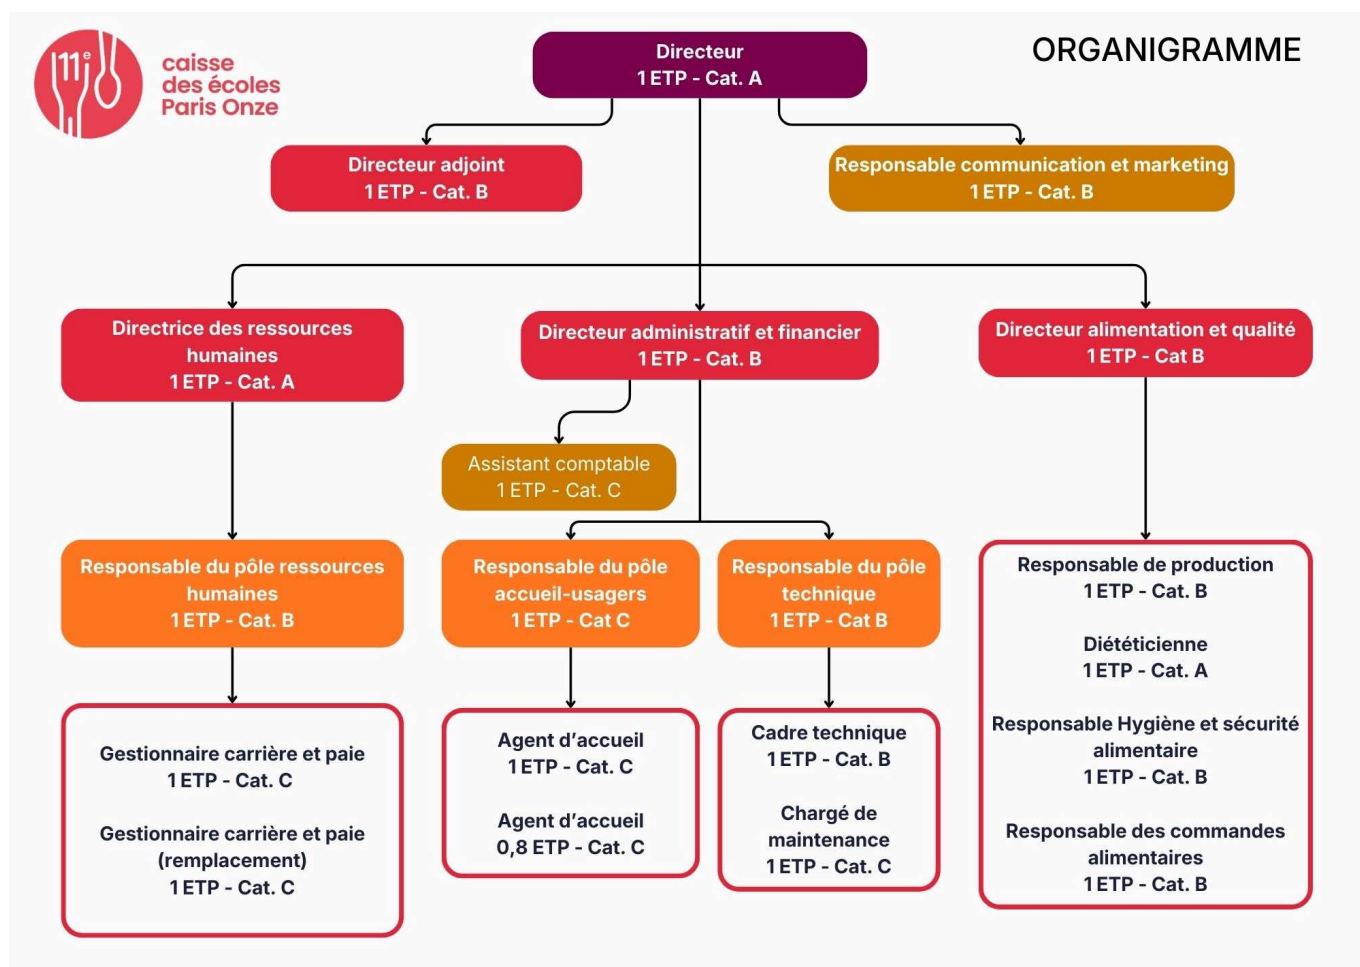 11e
caisse
des écoles
Paris Onze
ORGANIGRAMME
Directeur
1 ETP - Cat. A
Directeur adjoint
1 ETP - Cat. B
Responsable communication et marketing
1 ETP - Cat. B
Directrice des ressources
humaines
1 ETP - Cat. A
Directeur administratif et financier
1 ETP - Cat. B
Directeur alimentation et qualité
1 ETP - Cat B
Assistant comptable
1 ETP - Cat. C
Responsable du pôle ressources
humaines
1 ETP - Cat. B
Responsable du pôle
accueil-usagers
1 ETP - Cat C
Responsable du pôle
technique
1 ETP - Cat B
Responsable de production
1 ETP - Cat. B
Diététicienne
1 ETP - Cat. A
Responsable Hygiène et sécurité
alimentaire
1 ETP - Cat. B
Responsable des commandes
alimentaires
1 ETP - Cat. B
Gestionnaire carrière et paie
1 ETP - Cat. C
Gestionnaire carrière et paie
(remplacement)
1 ETP - Cat. C
Agent d'accueil
1 ETP - Cat. C
Agent d'accueil
0,8 ETP - Cat. C
Cadre technique
1 ETP - Cat. B
Chargé de
maintenance
1 ETP - Cat. C